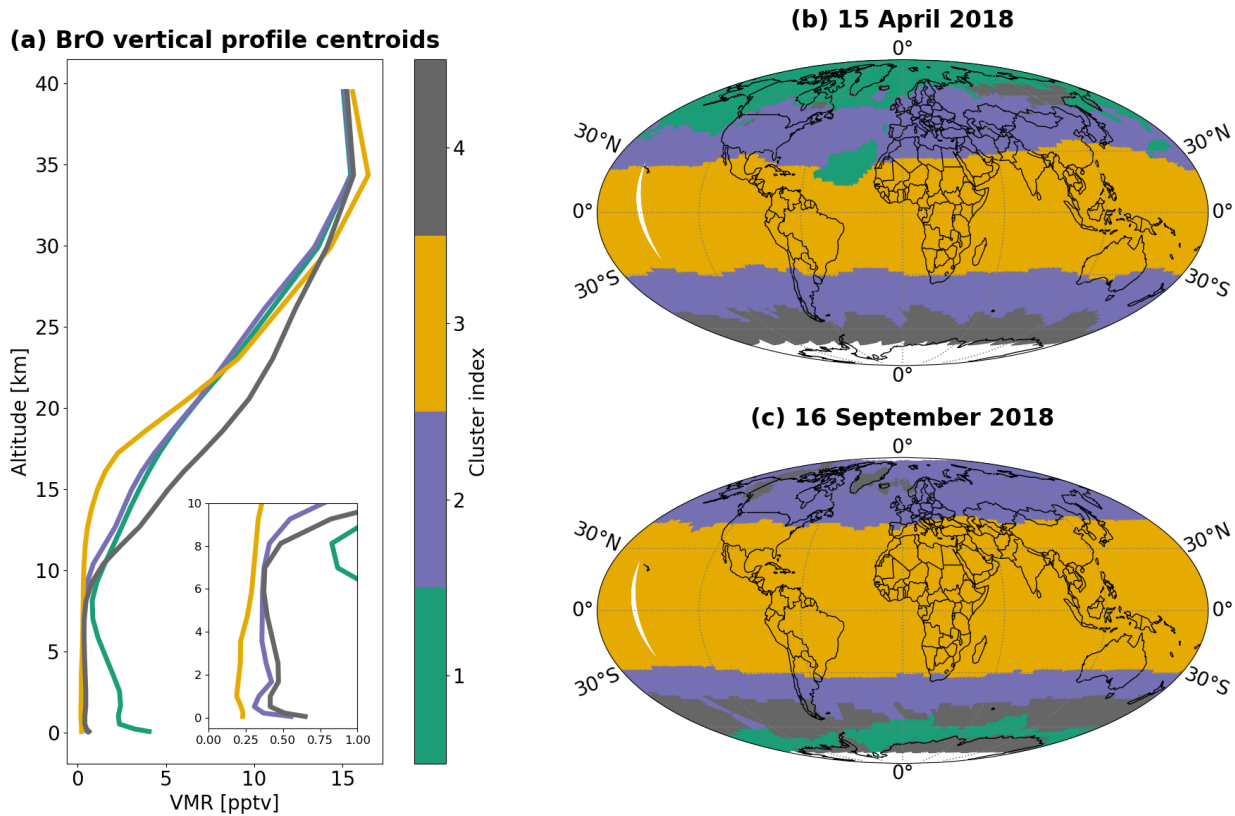 (a) BrO vertical profile centroids
40
35
30
25
20
15
10
5
0
Altitude [km]
0 5 10 15
VMR [pptv]
10
8
6
4
2
0
0.00 0.25 0.50 0.75 1.00
4
3
2
1
Cluster index
(b) 15 April 2018
0°
30°N 30°N
0° 0°
30°S 30°S
0°
(c) 16 September 2018
0°
30°N 30°N
0° 0°
30°S 30°S
0°